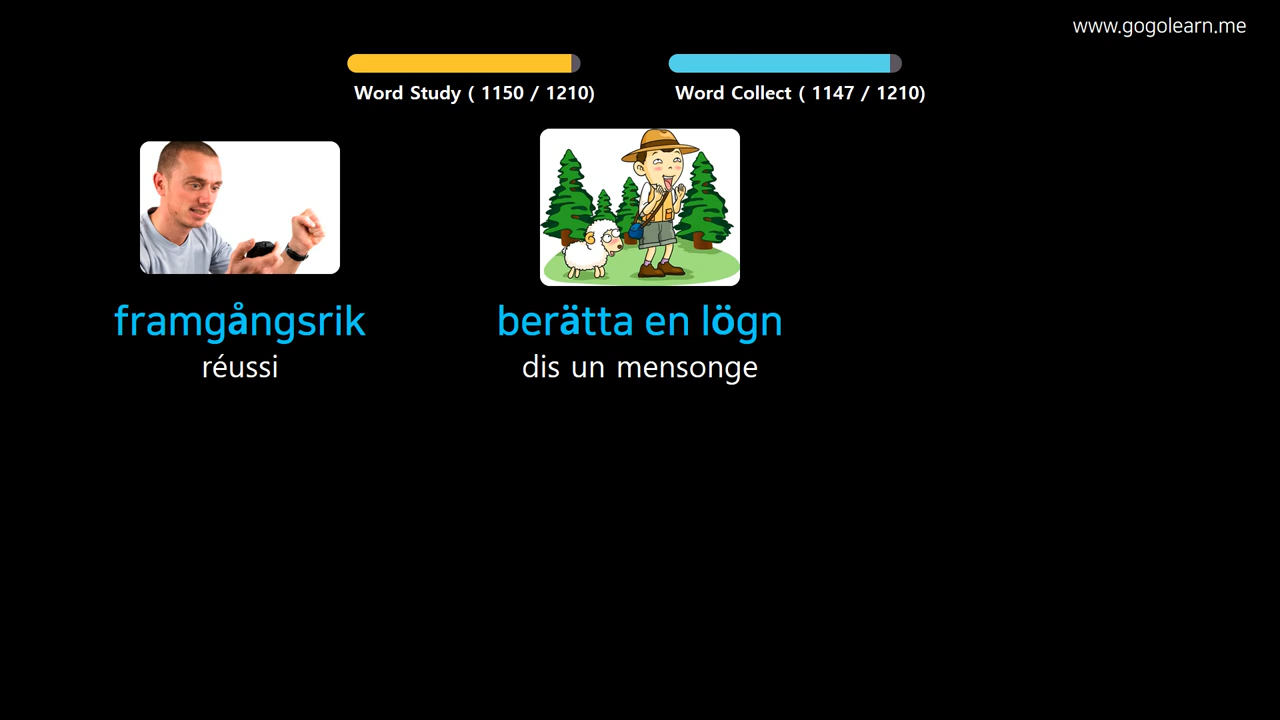 www.gogolearn.me
Word Study ( 1150 / 1210)
Word Collect ( 1147 / 1210)
framgångsrik
réussi
berätta en lögn
dis un mensonge